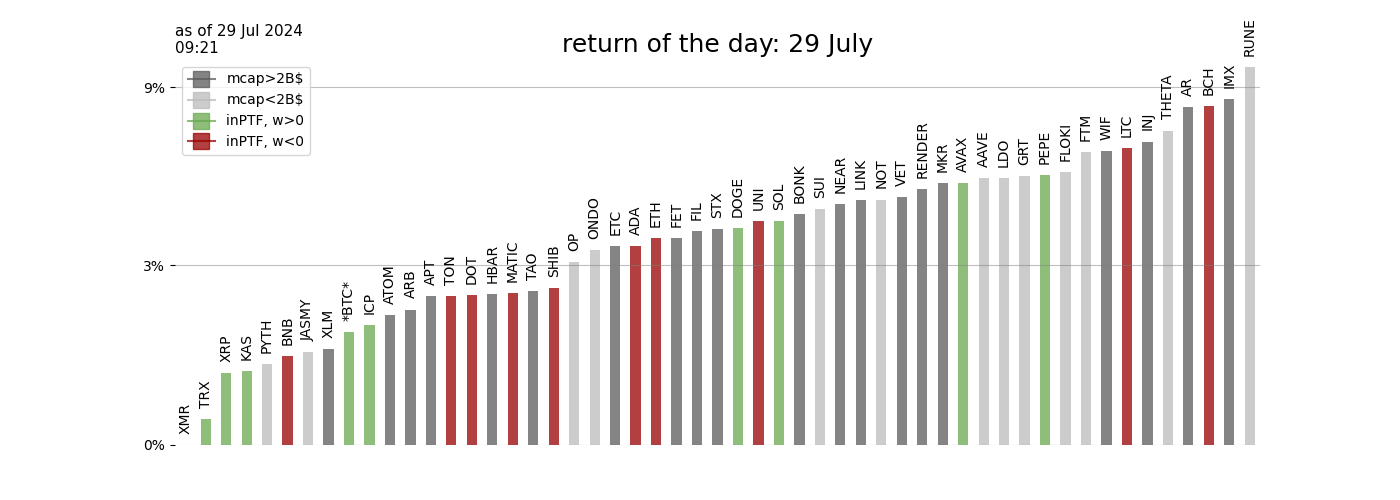 as of 29 Jul 2024
09:21
return of the day: 29 July
mcap>2B$
mcap<2B$
inPTF, w>0
inPTF, w<0
9%
3%
0%
XMR
TRX
XRP
KAS
PYTH
BNB
JASMY
XLM
*BTC*
ICP
ATOM
ARB
APT
TON
DOT
HBAR
MATIC
TAO
SHIB
OP
ONDO
ETC
ADA
ETH
FET
FIL
STX
DOGE
UNI
SOL
BONK
SUI
NEAR
LINK
NOT
VET
RENDER
MKR
AVAX
AAVE
LDO
GRT
PEPE
FLOKI
FTM
WIF
LTC
INJ
THETA
AR
BCH
IMX
RUNE